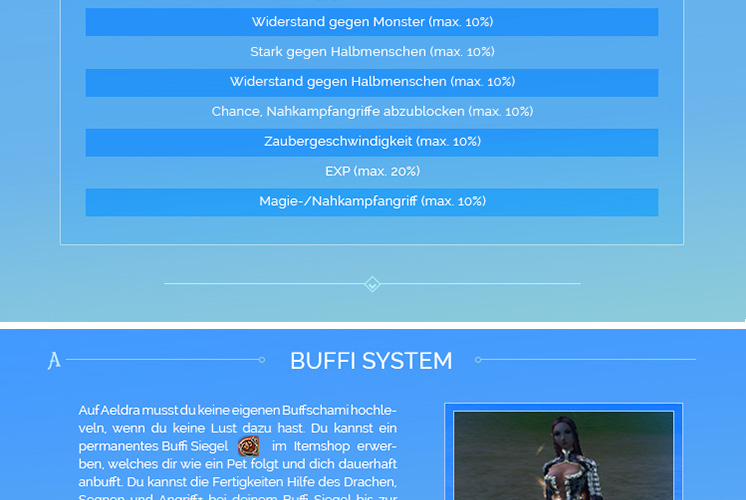 Widerstand gegen Monster (max. 10%)
Stark gegen Halbmenschen (max. 10%)
Widerstand gegen Halbmenschen (max. 10%)
Chance, Nahkampfangriffe abzublocken (max. 10%)
Zaubergeschwindigkeit (max. 10%)
EXP (max. 20%)
Magie-/Nahkampfangriff (max. 10%)
A
BUFFI SYSTEM
Auf Aeldra musst du keine eigenen Buffschami hochle-
veln, wenn du keine Lust dazu hast. Du kannst ein
permanentes Buffi Siegel im Itemshop erwer-
ben, welches dir wie ein Pet folgt und dich dauerhaft
anbufft. Du kannst die Fertigkeiten Hilfe des Drachen,
Segnen und Angriff+ bei deinem Buffi Siegel bis zur